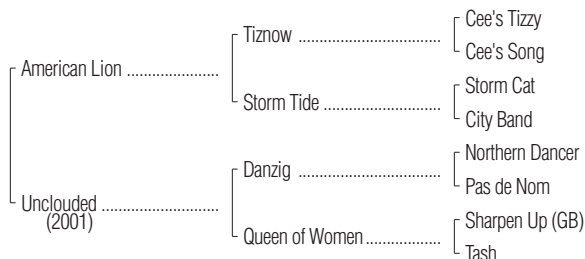 Cee's Tizzy
Tiznow ........................................
Cee's Song
American Lion ..........................
Storm Cat
Storm Tide ..................................
City Band
Northern Dancer
Danzig ........................................
Pas de Nom
Unclouded .................................
(2001)
Sharpen Up (GB)
Queen of Women .......................
Tash